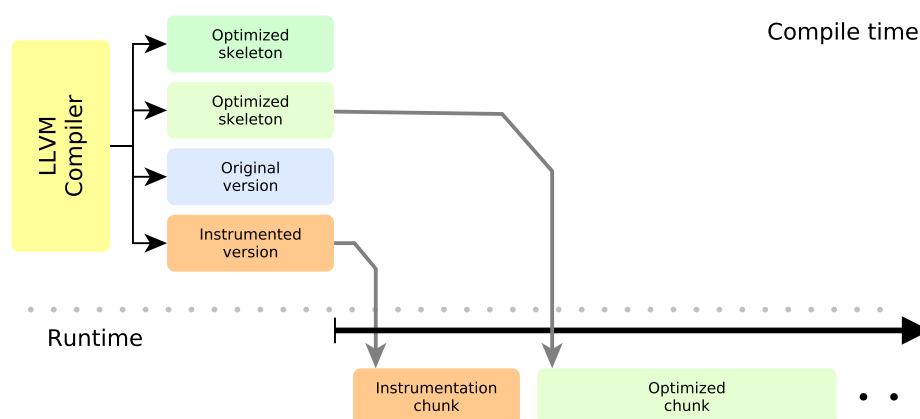 Compile time
LLVM
Compiler
Optimized
skeleton
Optimized
skeleton
Original
version
Instrumented
version
Runtime
Instrumentation
chunk
Optimized
chunk